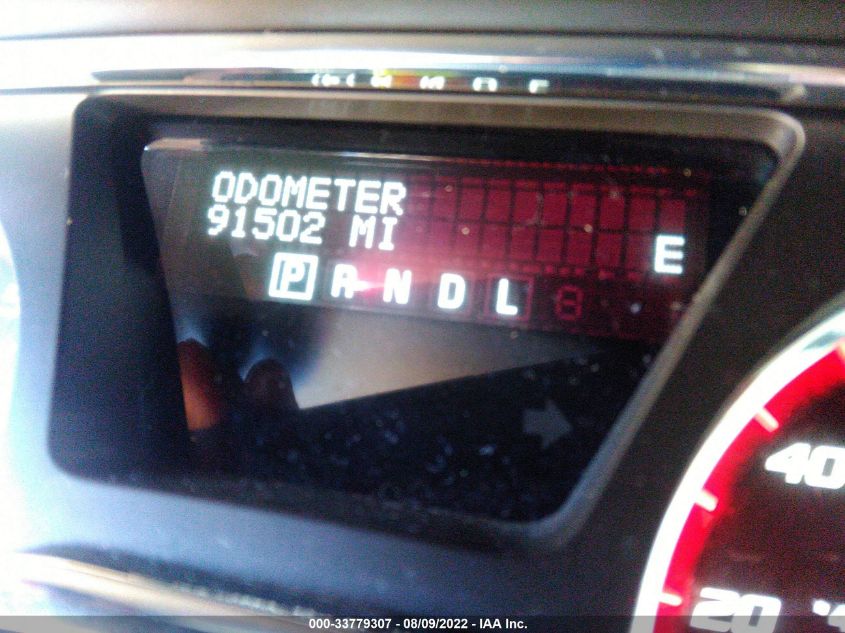 ODOMETER
91502 MI
E
P R N D L
40
20
000-33779307 - 08/09/2022 - IAA Inc.